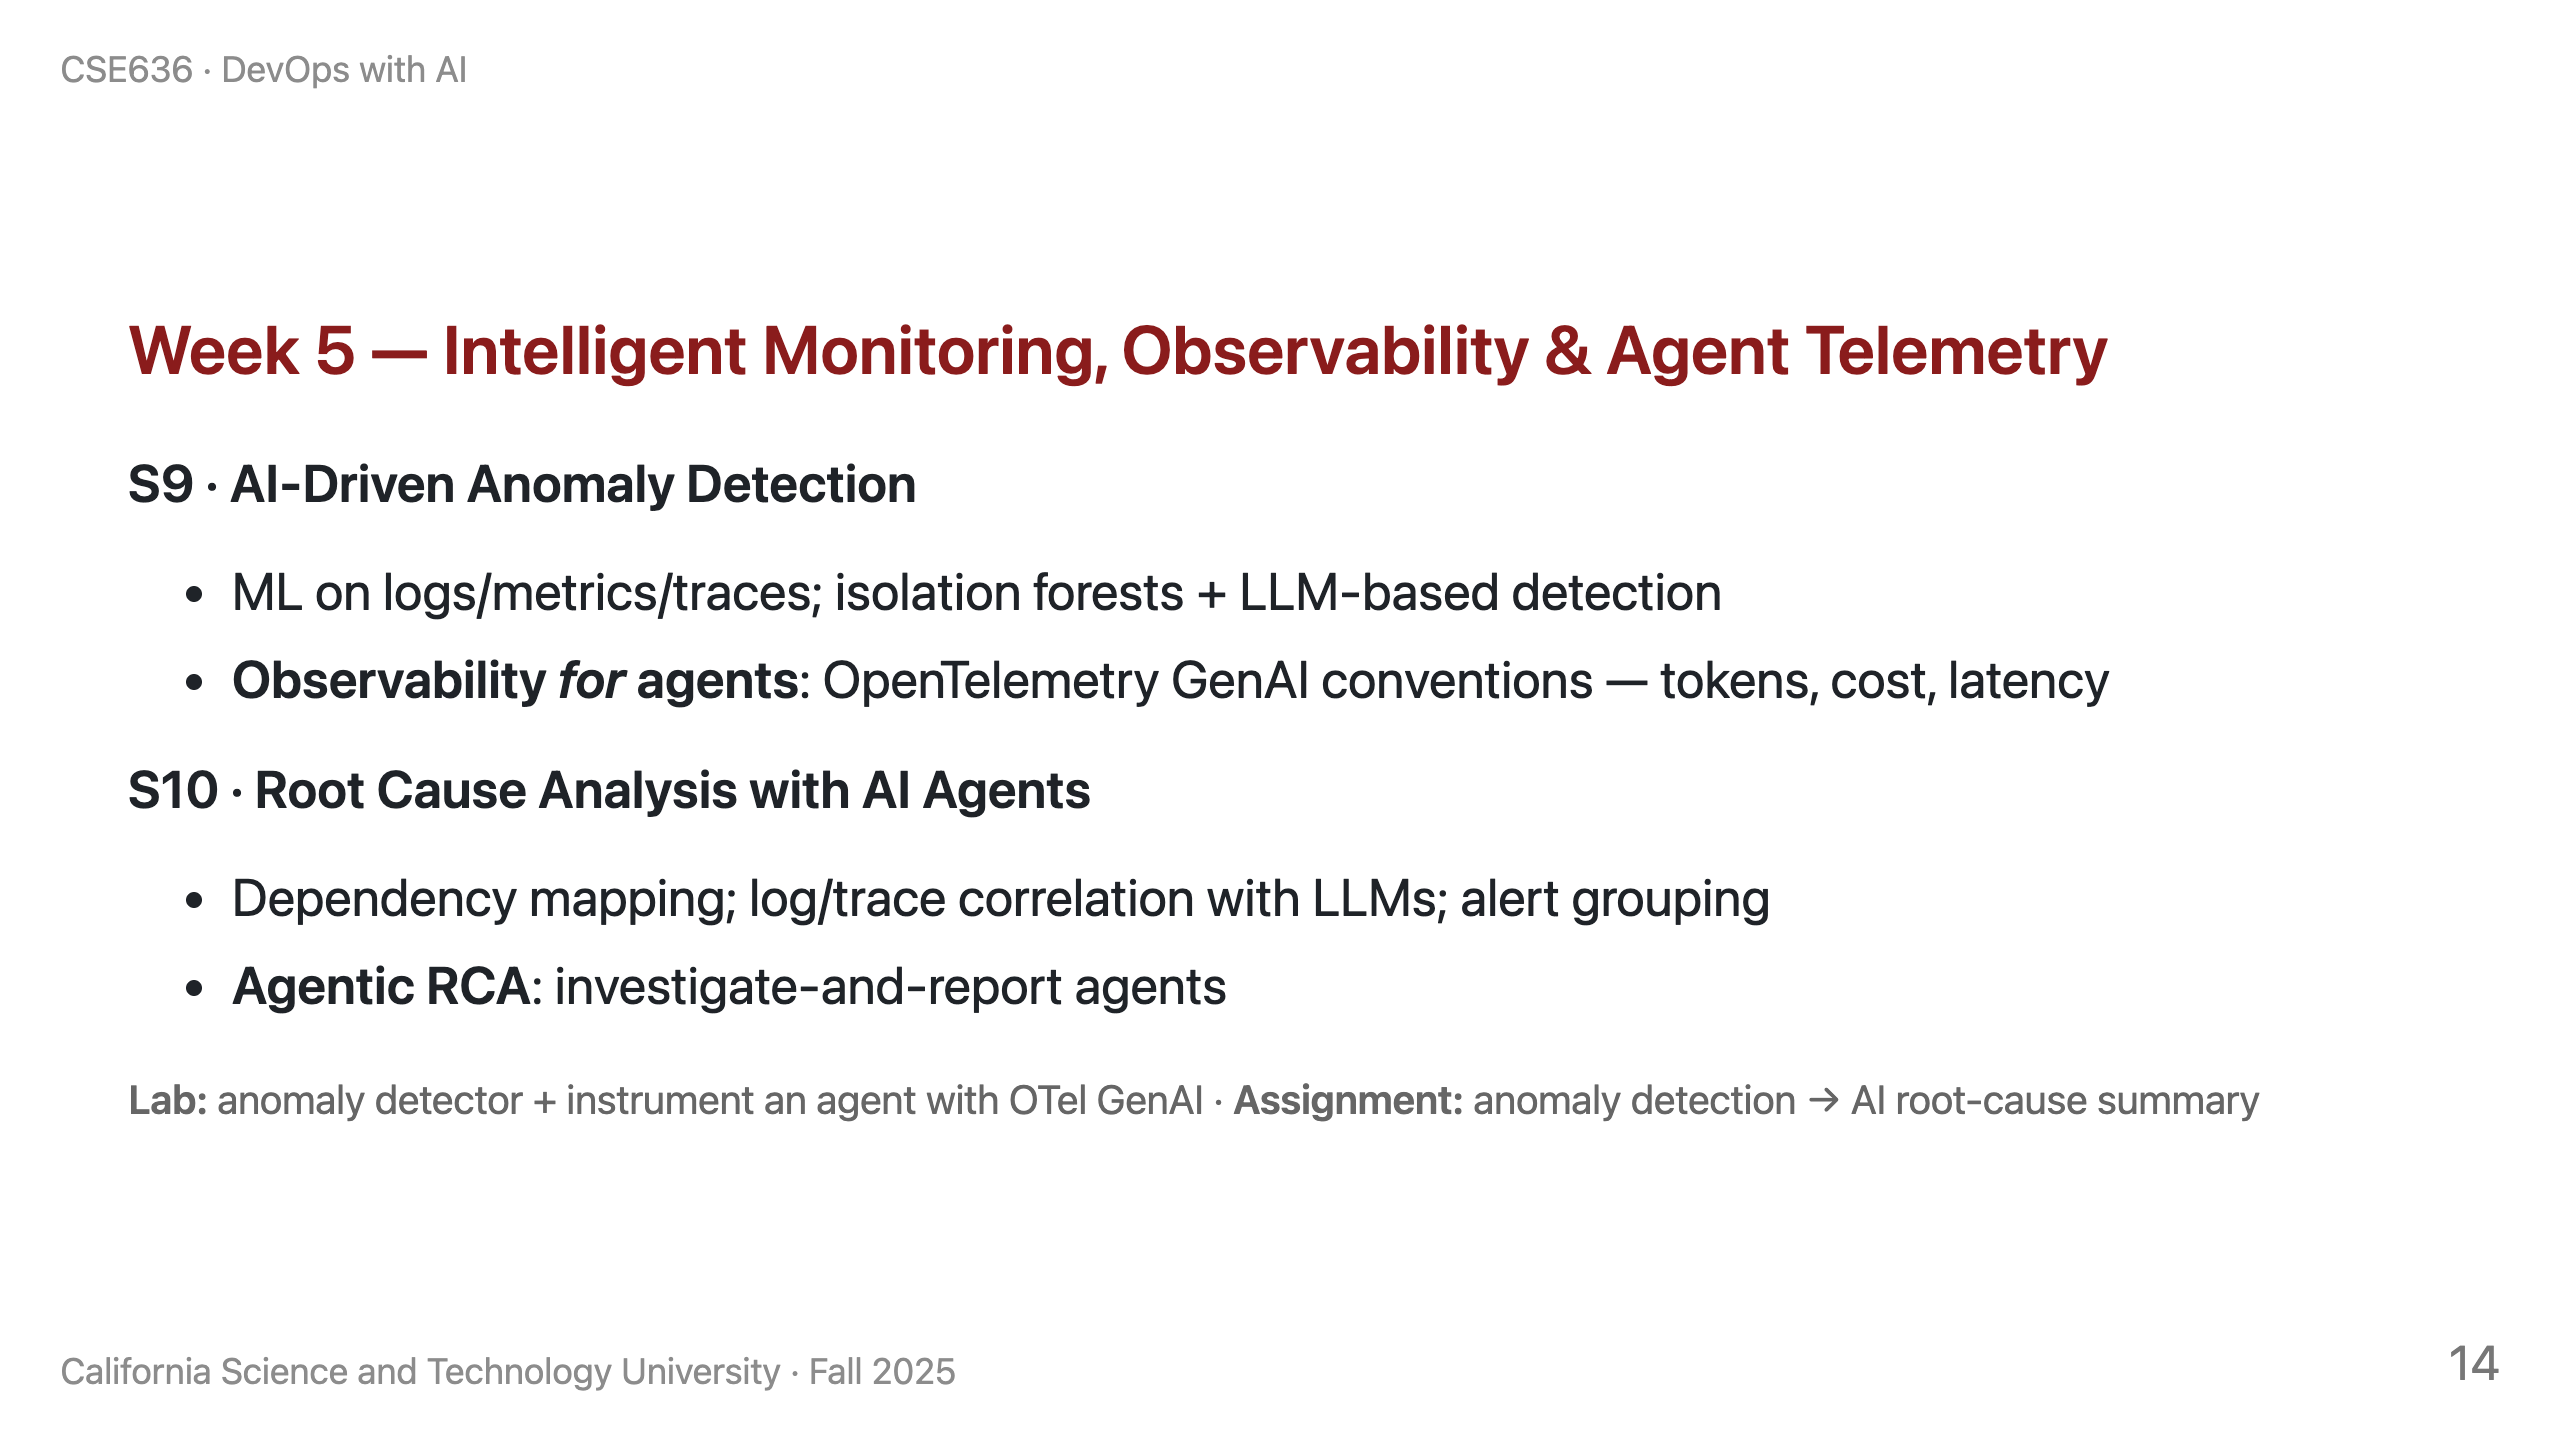 CSE636 · DevOps with AI
Week 5 — Intelligent Monitoring, Observability & Agent Telemetry
S9 · AI-Driven Anomaly Detection
• ML on logs/metrics/traces; isolation forests + LLM-based detection
• Observability for agents: OpenTelemetry GenAI conventions — tokens, cost, latency
S10 · Root Cause Analysis with AI Agents
• Dependency mapping; log/trace correlation with LLMs; alert grouping
• Agentic RCA: investigate-and-report agents
Lab: anomaly detector + instrument an agent with OTel GenAI · Assignment: anomaly detection → AI root-cause summary
California Science and Technology University · Fall 2025
14